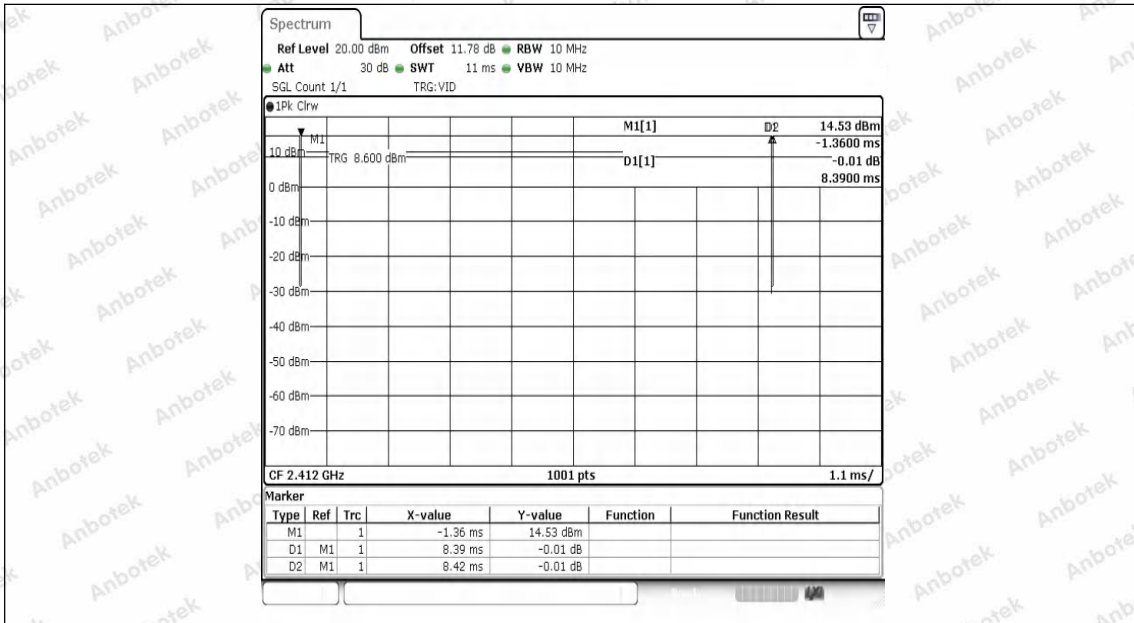 Spectrum
Ref Level 20.00 dBm Offset 11.78 dB RBW 10 MHz
Att 30 dB SWT 11 ms VBW 10 MHz
SGL Count 1/1 TRG:VID
1Pk Clrw
M1[1] 14.53 dBm
-1.3600 ms
D1[1] -0.01 dB
8.3900 ms
M1
D2
10 dBm
TRG 8.600 dBm
0 dBm
-10 dBm
-20 dBm
-30 dBm
-40 dBm
-50 dBm
-60 dBm
-70 dBm
CF 2.412 GHz 1001 pts 1.1 ms/
Marker
Type Ref Trc X-value Y-value Function Function Result
M1 1 -1.36 ms 14.53 dBm
D1 M1 1 8.39 ms -0.01 dB
D2 M1 1 8.42 ms -0.01 dB
Anbotek